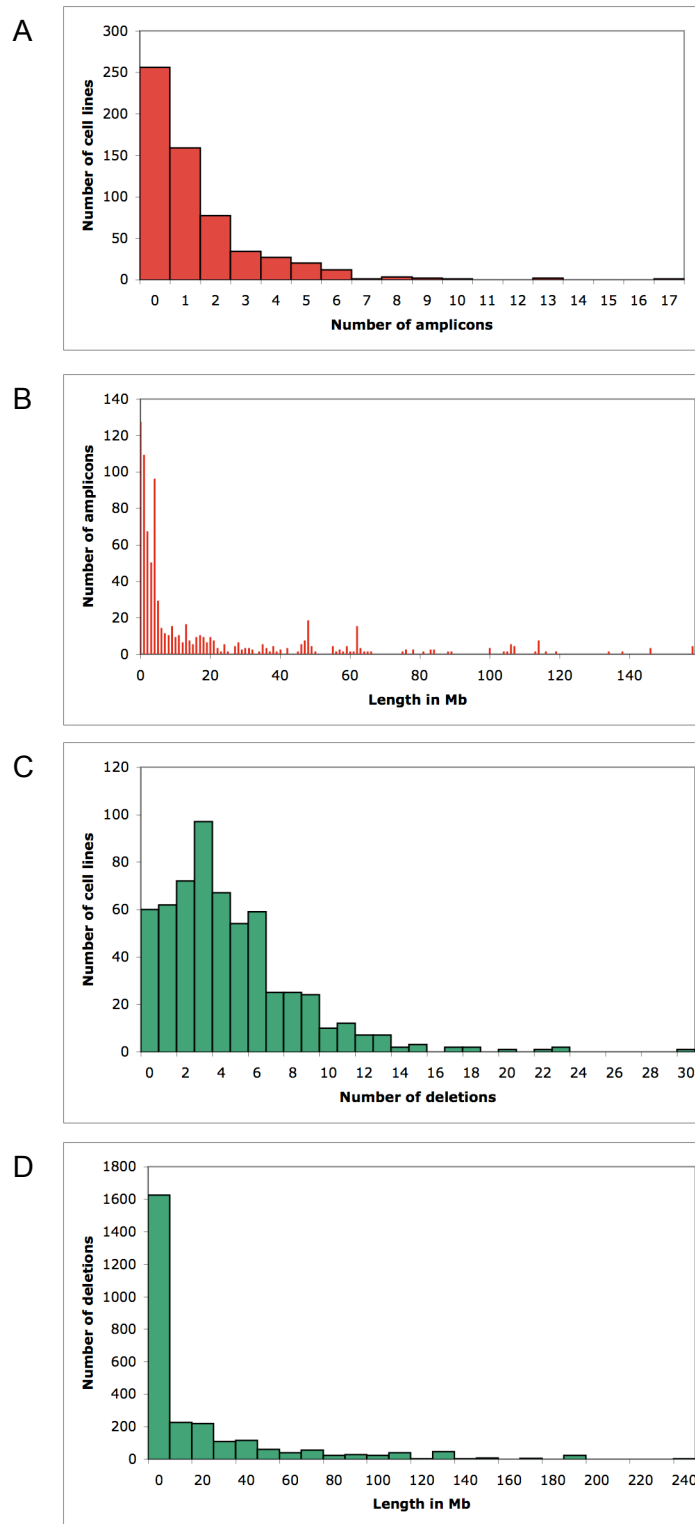 A
300
250
200
150
100
50
0
Number of cell lines
0 1 2 3 4 5 6 7 8 9 10 11 12 13 14 15 16 17
Number of amplicons
B
140
120
100
80
60
40
20
0
Number of amplicons
0 20 40 60 80 100 120 140
Length in Mb
C
120
100
80
60
40
20
0
Number of cell lines
0 2 4 6 8 10 12 14 16 18 20 22 24 26 28 30
Number of deletions
D
1800
1600
1400
1200
1000
800
600
400
200
0
Number of deletions
0 20 40 60 80 100 120 140 160 180 200 220 240
Length in Mb